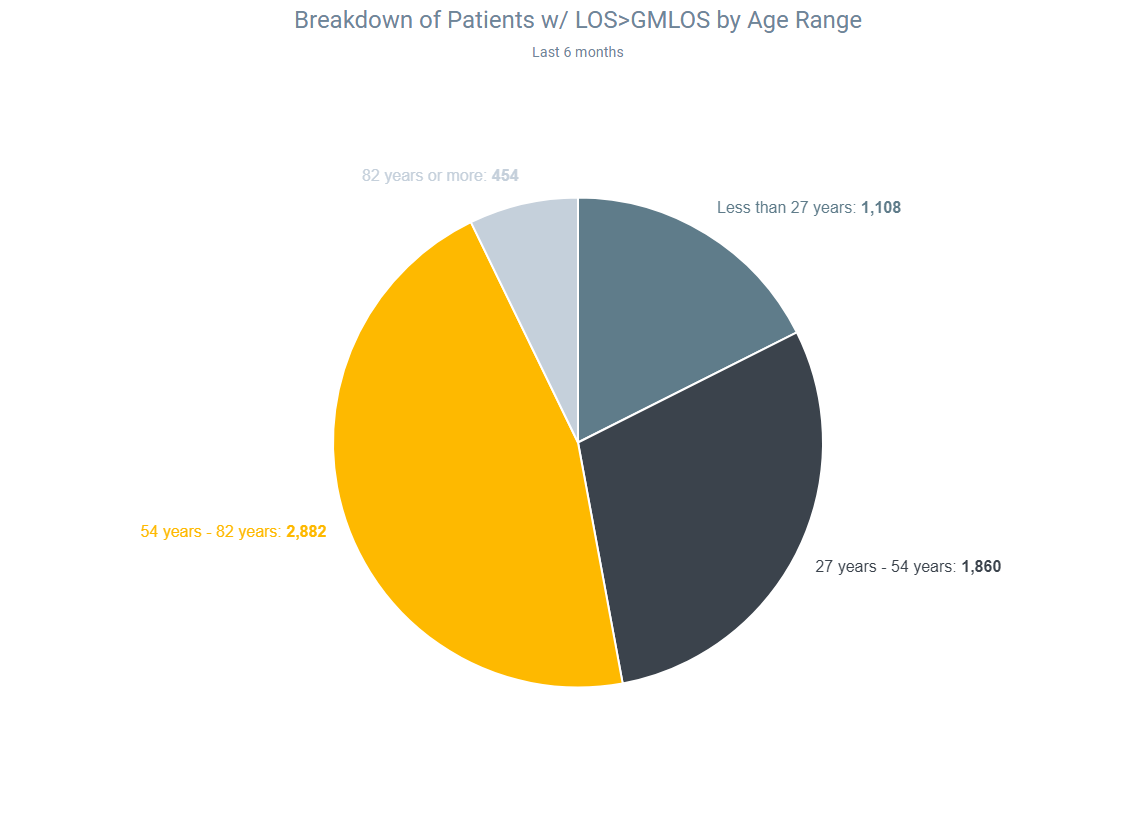 Breakdown of Patients w/ LOS>GMLOS by Age Range
Last 6 months
82 years or more: 454
Less than 27 years: 1,108
54 years - 82 years: 2,882
27 years - 54 years: 1,860